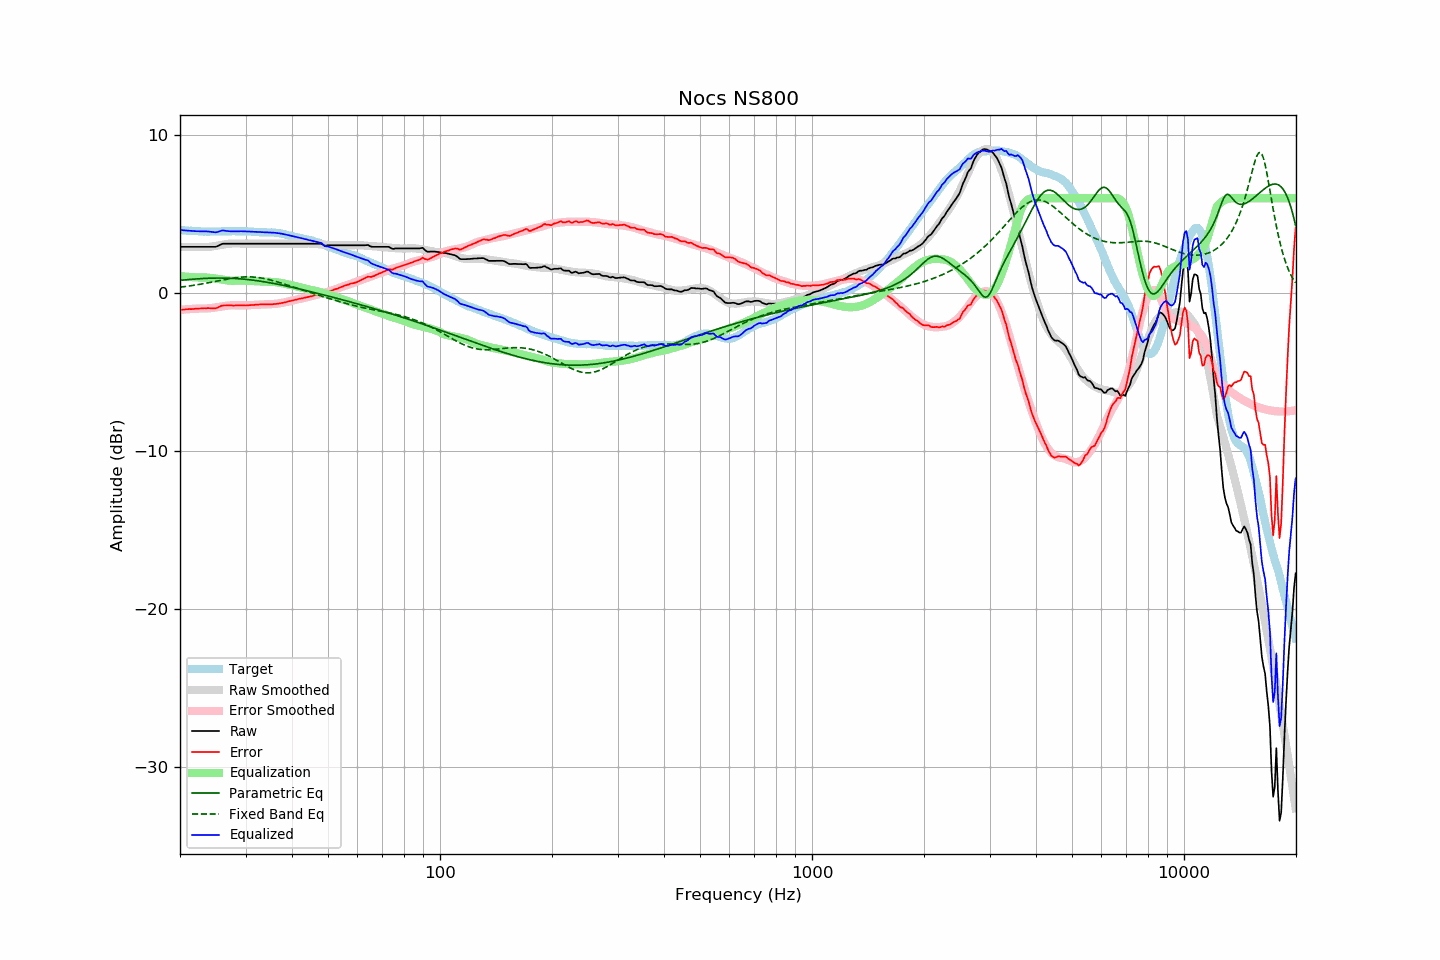 Nocs NS800
10
0
−10
−20
−30
Amplitude (dBr)
Target
Raw Smoothed
Error Smoothed
Raw
Error
Equalization
Parametric Eq
Fixed Band Eq
Equalized
100
1000
10000
Frequency (Hz)